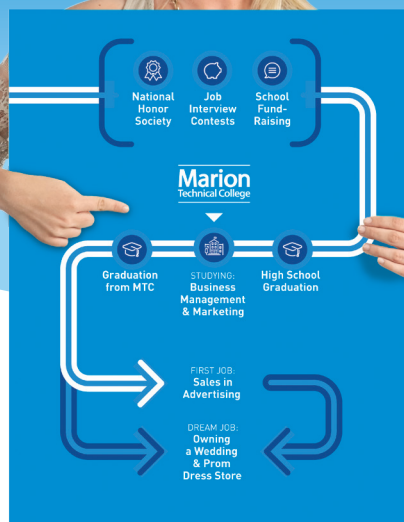 National
Honor
Society
Job
Interview
Contests
School
Fund-
Raising
Marion
Technical College
Graduation
from MTC
STUDYING:
Business
Management
& Marketing
High School
Graduation
FIRST JOB:
Sales in
Advertising
DREAM JOB:
Owning
a Wedding
& Prom
Dress Store